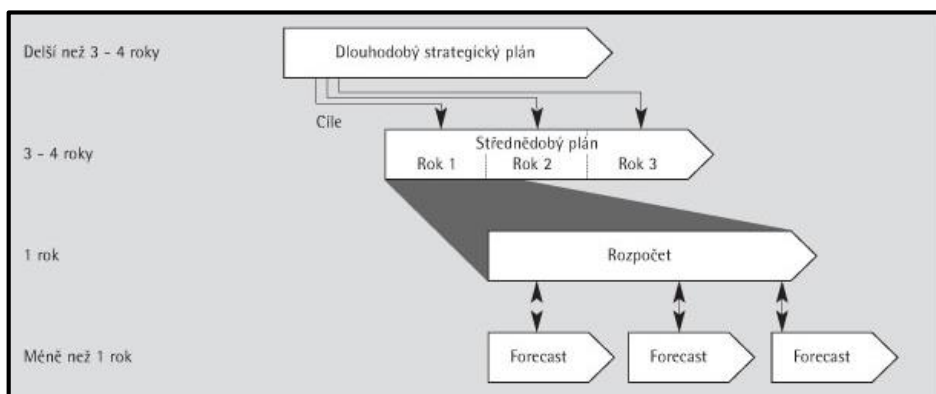 Delší než 3 - 4 roky
Dlouhodobý strategický plán
Cíle
3 - 4 roky
Střednědobý plán
Rok 1 Rok 2 Rok 3
1 rok
Rozpočet
Méně než 1 rok
Forecast Forecast Forecast